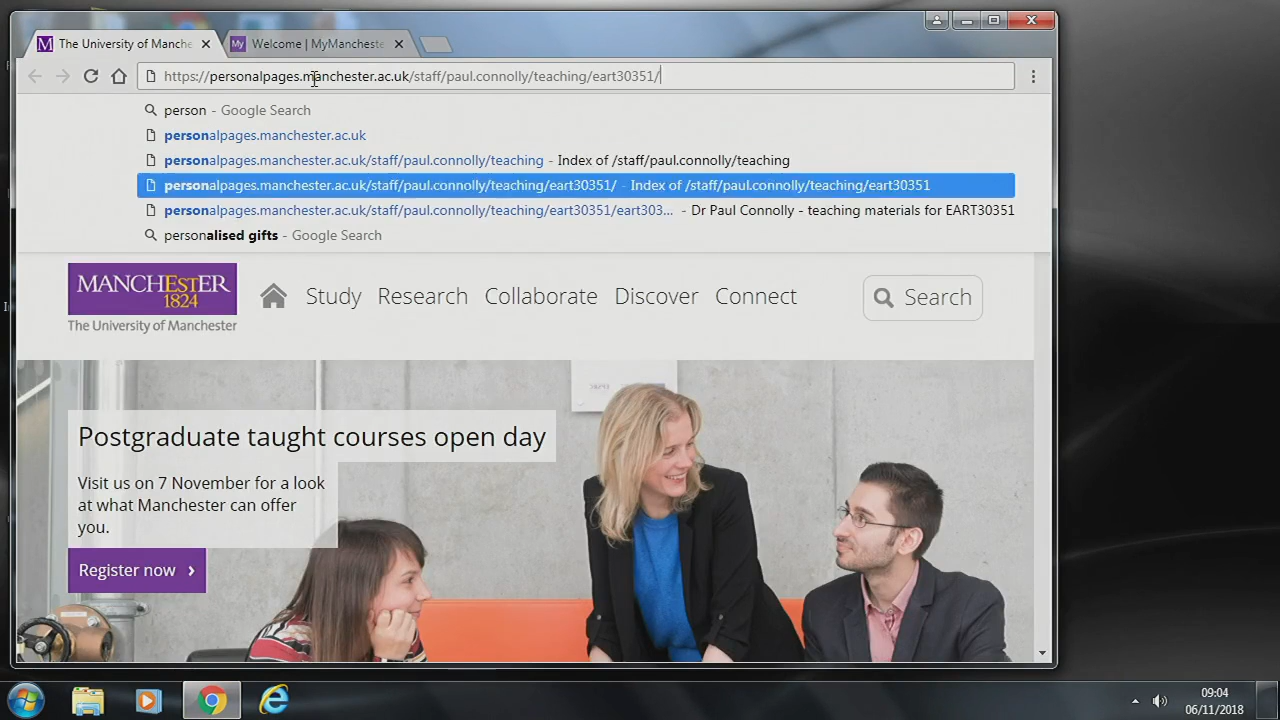 The University of Manche
My Welcome | MyMancheste
https://personalpages.manchester.ac.uk/staff/paul.connolly/teaching/eart30351/
person - Google Search
personalpages.manchester.ac.uk
personalpages.manchester.ac.uk/staff/paul.connolly/teaching - Index of /staff/paul.connolly/teaching
personalpages.manchester.ac.uk/staff/paul.connolly/teaching/eart30351/ - Index of /staff/paul.connolly/teaching/eart30351
personalpages.manchester.ac.uk/staff/paul.connolly/teaching/eart30351/eart303... - Dr Paul Connolly - teaching materials for EART30351
personalised gifts - Google Search
MANCHESTER
1824
The University of Manchester
Study Research Collaborate Discover Connect Search
Postgraduate taught courses open day
Visit us on 7 November for a look
at what Manchester can offer
you.
Register now ›
09:04
06/11/2018